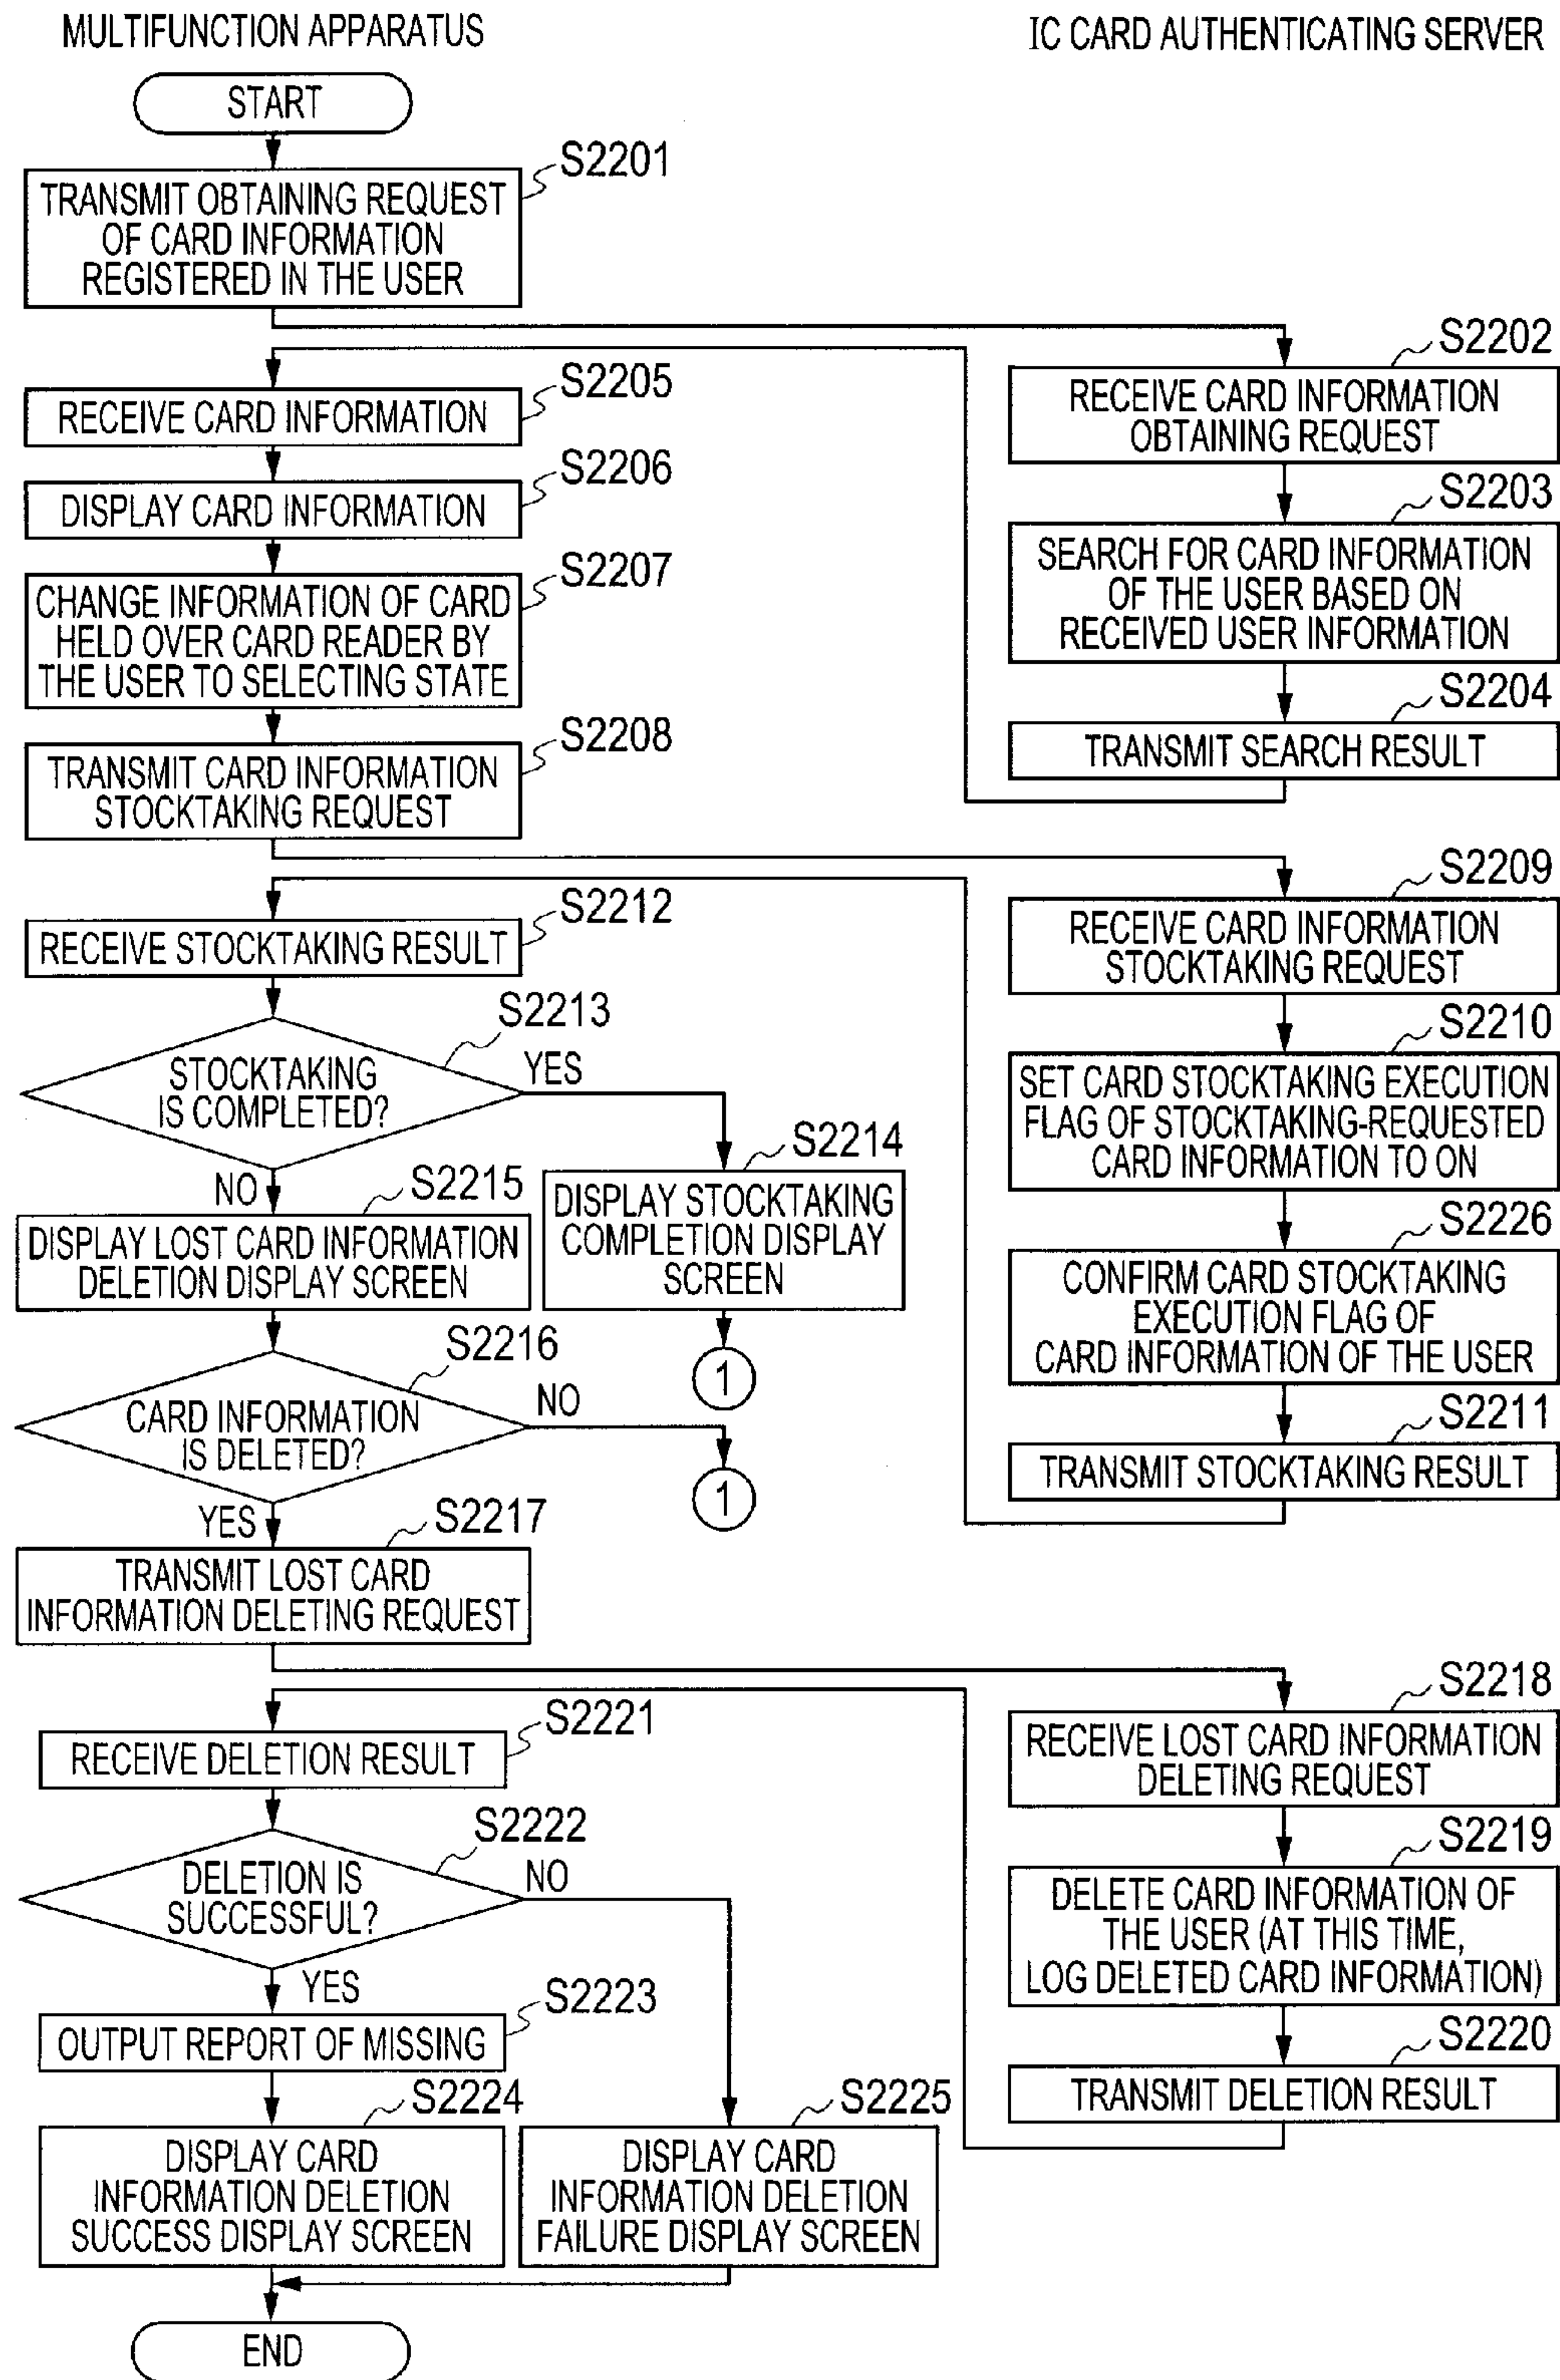 MULTIFUNCTION APPARATUS
IC CARD AUTHENTICATING SERVER
START
S2201
TRANSMIT OBTAINING REQUEST
OF CARD INFORMATION
REGISTERED IN THE USER
S2202
RECEIVE CARD INFORMATION
OBTAINING REQUEST
S2203
SEARCH FOR CARD INFORMATION
OF THE USER BASED ON
RECEIVED USER INFORMATION
S2204
TRANSMIT SEARCH RESULT
S2205
RECEIVE CARD INFORMATION
S2206
DISPLAY CARD INFORMATION
S2207
CHANGE INFORMATION OF CARD
HELD OVER CARD READER BY
THE USER TO SELECTING STATE
S2208
TRANSMIT CARD INFORMATION
STOCKTAKING REQUEST
S2209
RECEIVE CARD INFORMATION
STOCKTAKING REQUEST
S2210
SET CARD STOCKTAKING EXECUTION
FLAG OF STOCKTAKING-REQUESTED
CARD INFORMATION TO ON
S2226
CONFIRM CARD STOCKTAKING
EXECUTION FLAG OF
CARD INFORMATION OF THE USER
S2211
TRANSMIT STOCKTAKING RESULT
S2212
RECEIVE STOCKTAKING RESULT
S2213
STOCKTAKING
IS COMPLETED?
YES
S2214
DISPLAY STOCKTAKING
COMPLETION DISPLAY
SCREEN
1
NO
S2215
DISPLAY LOST CARD INFORMATION
DELETION DISPLAY SCREEN
S2216
CARD INFORMATION
IS DELETED?
NO
1
YES
S2217
TRANSMIT LOST CARD
INFORMATION DELETING REQUEST
S2218
RECEIVE LOST CARD INFORMATION
DELETING REQUEST
S2219
DELETE CARD INFORMATION OF
THE USER (AT THIS TIME,
LOG DELETED CARD INFORMATION)
S2220
TRANSMIT DELETION RESULT
S2221
RECEIVE DELETION RESULT
S2222
DELETION IS
SUCCESSFUL?
NO
YES
S2223
OUTPUT REPORT OF MISSING
S2224
DISPLAY CARD
INFORMATION DELETION
SUCCESS DISPLAY SCREEN
S2225
DISPLAY CARD
INFORMATION DELETION
FAILURE DISPLAY SCREEN
END